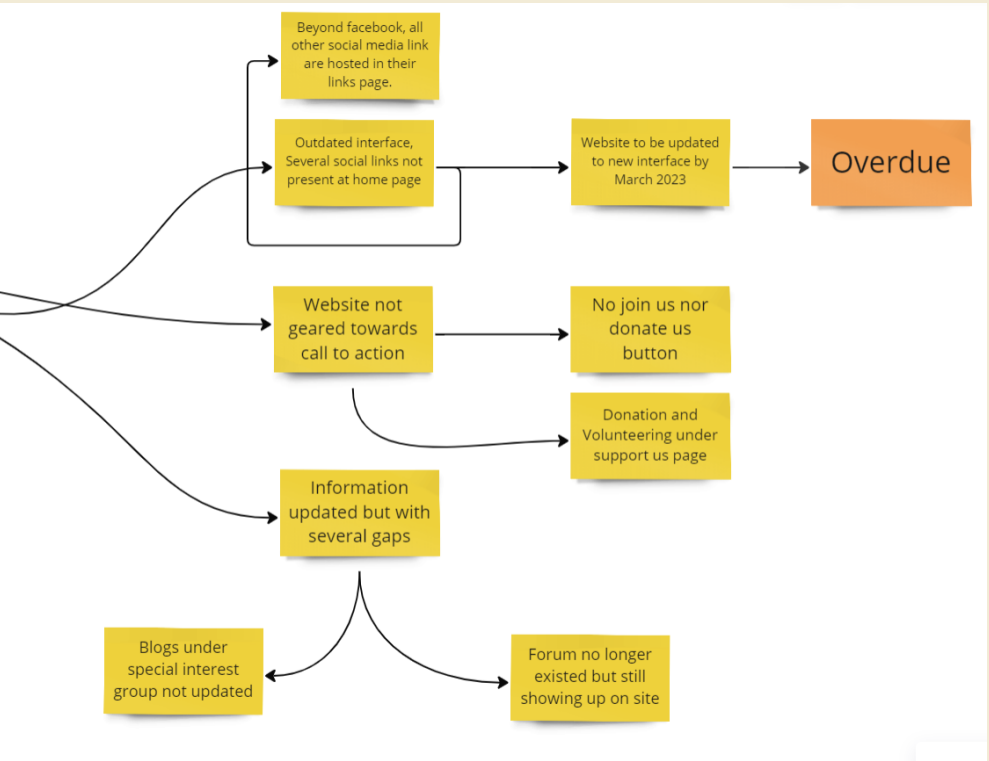 Beyond facebook, all
other social media link
are hosted in their
links page.
Outdated interface,
Several social links not
present at home page
Website to be updated
to new interface by
March 2023
Overdue
Website not
geared towards
call to action
No join us nor
donate us
button
Donation and
Volunteering under
support us page
Information
updated but with
several gaps
Blogs under
special interest
group not updated
Forum no longer
existed but still
showing up on site